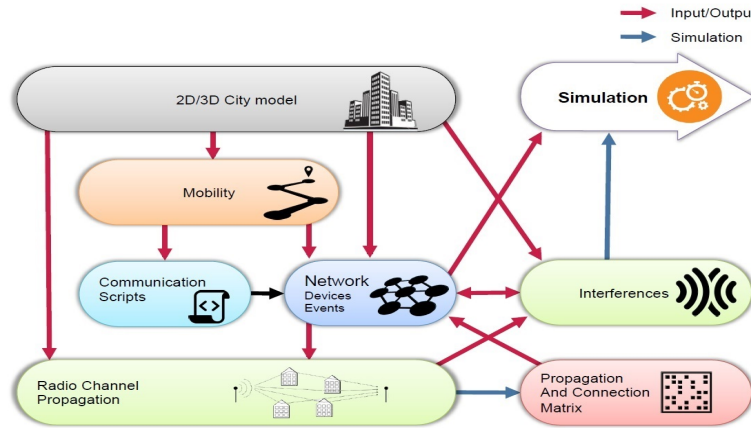 Input/Output
Simulation
2D/3D City model
Simulation
Mobility
Communication
Scripts
Network
Devices
Events
Interferences
Radio Channel
Propagation
Propagation
And Connection
Matrix